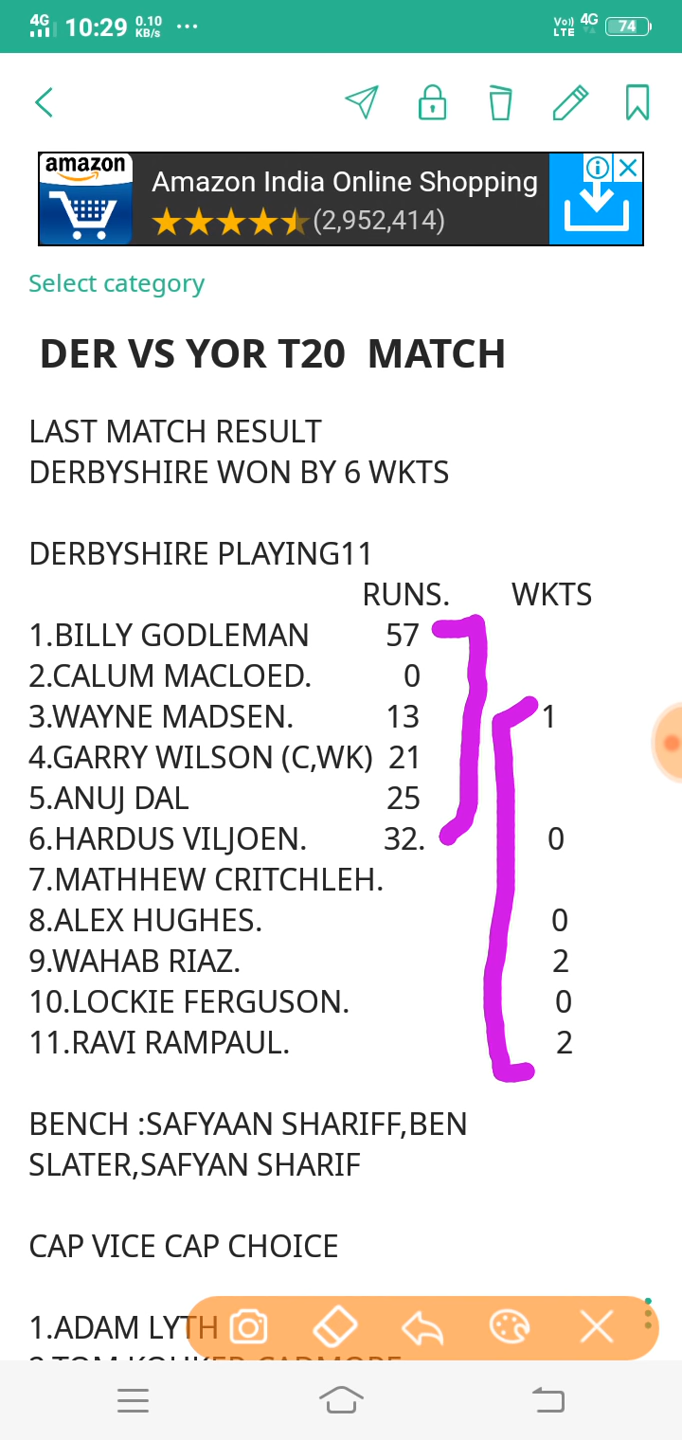 4G 10:29 0.10 KB/s ... Vo)) LTE 4G 74
amazon
Amazon India Online Shopping
(2,952,414)
Select category
DER VS YOR T20 MATCH
LAST MATCH RESULT
DERBYSHIRE WON BY 6 WKTS
DERBYSHIRE PLAYING11
RUNS. WKTS
1.BILLY GODLEMAN 57
2.CALUM MACLOED. 0
3.WAYNE MADSEN. 13 1
4.GARRY WILSON (C,WK) 21
5.ANUJ DAL 25
6.HARDUS VILJOEN. 32. 0
7.MATHHEW CRITCHLEH.
8.ALEX HUGHES. 0
9.WAHAB RIAZ. 2
10.LOCKIE FERGUSON. 0
11.RAVI RAMPAUL. 2
BENCH :SAFYAAN SHARIFF,BEN
SLATER,SAFYAN SHARIF
CAP VICE CAP CHOICE
1.ADAM LYTH